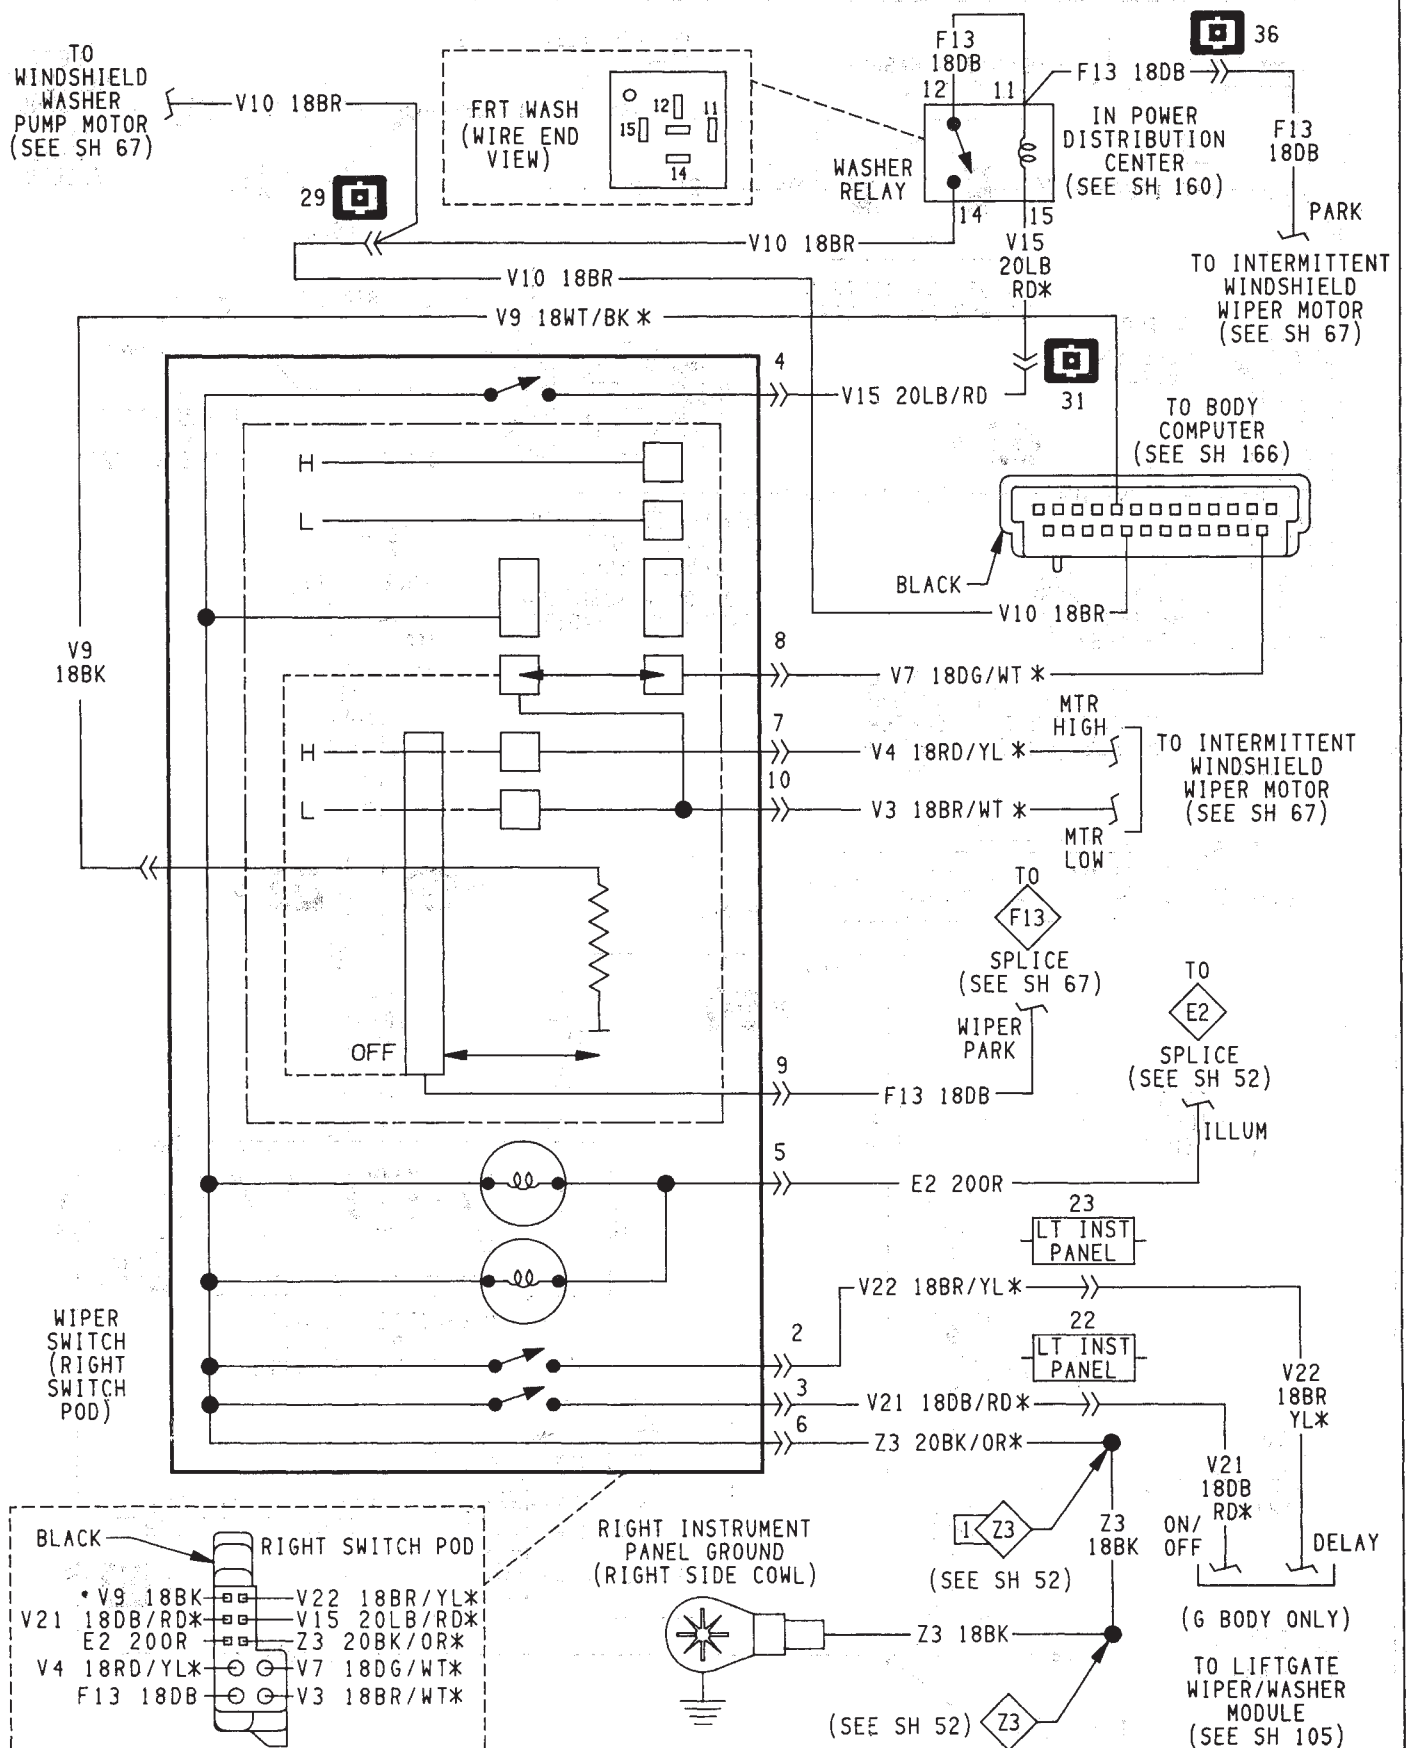 TO
WINDSHIELD
WASHER
PUMP MOTOR
(SEE SH 67)
V10 18BR
29
FRT WASH
(WIRE END
VIEW)
12
11
15
14
F13
18DB
12
11
WASHER
RELAY
14
15
36
F13 18DB
IN POWER
DISTRIBUTION
CENTER
(SEE SH 160)
F13
18DB
PARK
TO INTERMITTENT
WINDSHIELD
WIPER MOTOR
(SEE SH 67)
V10 18BR
V15
20LB
RD*
V10 18BR
V9 18WT/BK*
4
V15 20LB/RD
31
TO BODY
COMPUTER
(SEE SH 166)
H
L
BLACK
V10 18BR
V9
18BK
8
V7 18DG/WT*
MTR
HIGH
7
H
V4 18RD/YL*
TO INTERMITTENT
WINDSHIELD
WIPER MOTOR
(SEE SH 67)
10
L
V3 18BR/WT*
MTR
LOW
TO
F13
SPLICE
(SEE SH 67)
WIPER
PARK
TO
E2
SPLICE
(SEE SH 52)
ILLUM
OFF
9
F13 18DB
5
E2 20OR
23
LT INST
PANEL
V22 18BR/YL*
22
LT INST
PANEL
WIPER
SWITCH
(RIGHT
SWITCH
POD)
2
3
V21 18DB/RD*
6
Z3 20BK/OR*
V22
18BR
YL*
V21
18DB
RD*
1
Z3
(SEE SH 52)
Z3
18BK
ON/
OFF
DELAY
(G BODY ONLY)
TO LIFTGATE
WIPER/WASHER
MODULE
(SEE SH 105)
RIGHT INSTRUMENT
PANEL GROUND
(RIGHT SIDE COWL)
Z3 18BK
(SEE SH 52)
Z3
BLACK
RIGHT SWITCH POD
V9 18BK V22 18BR/YL*
V21 18DB/RD* V15 20LB/RD*
E2 20OR Z3 20BK/OR*
V4 18RD/YL* V7 18DG/WT*
F13 18DB V3 18BR/WT*